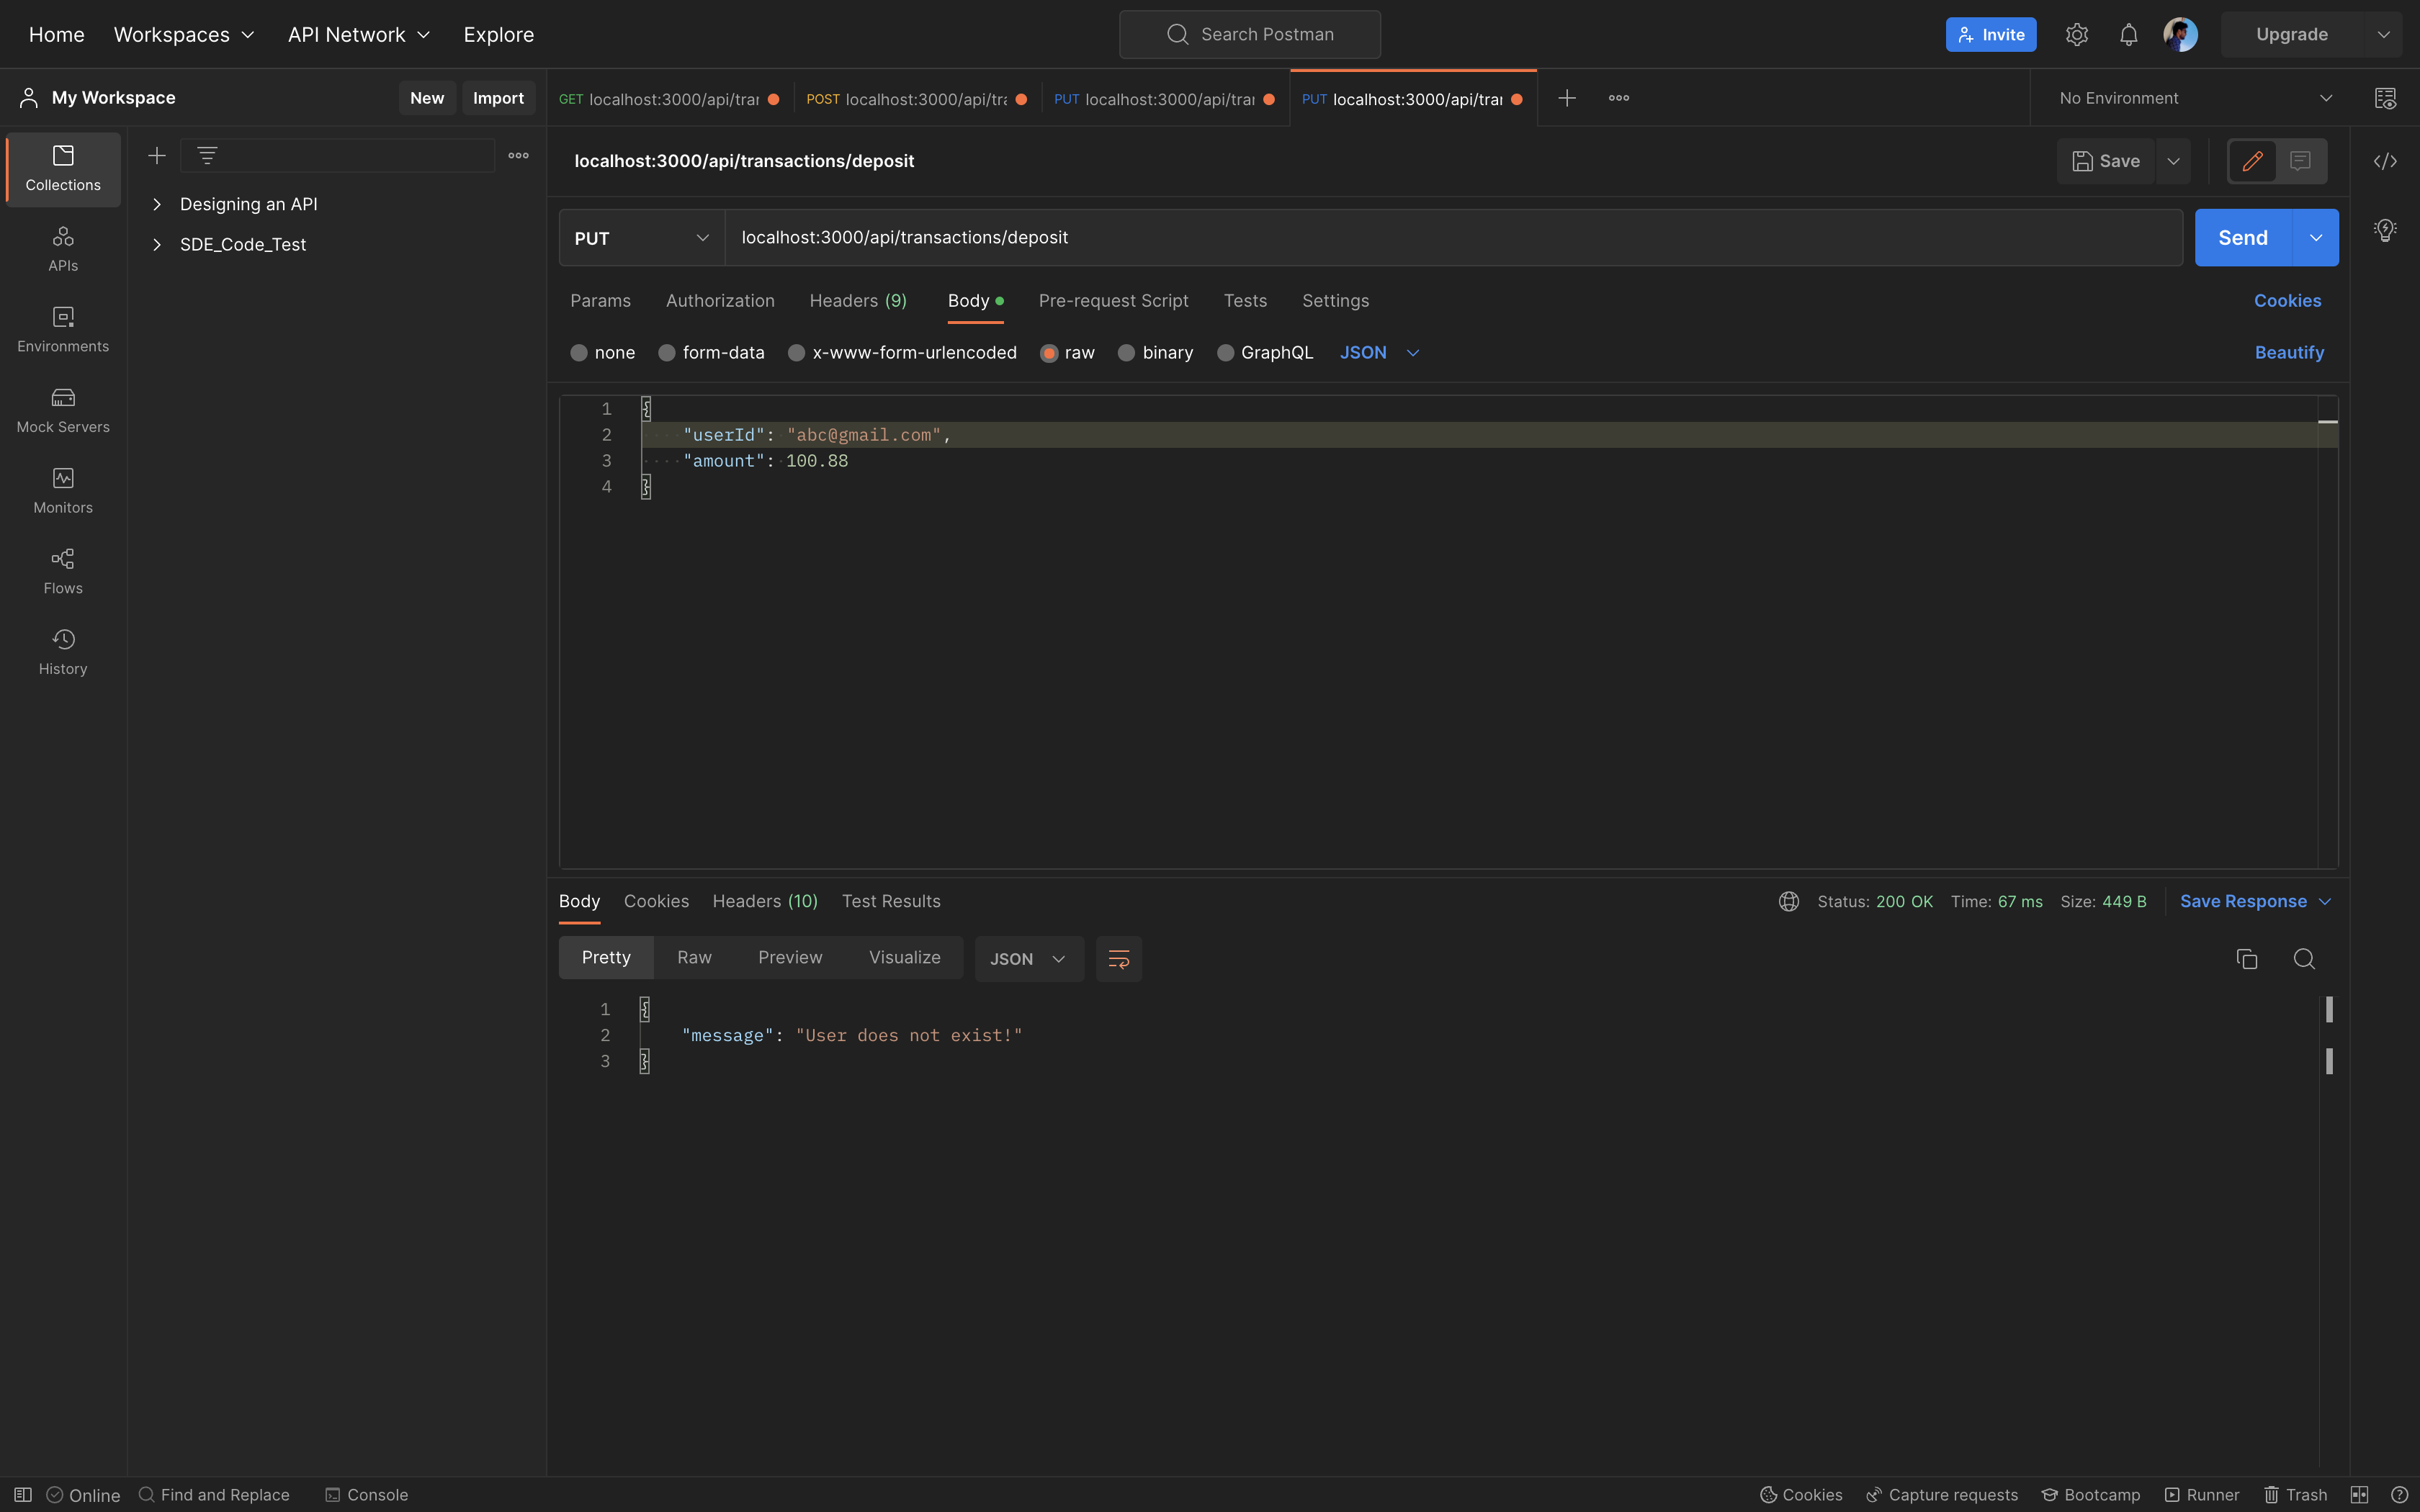 Home Workspaces API Network Explore Search Postman Invite Upgrade
My Workspace New Import
GET localhost:3000/api/trar POST localhost:3000/api/tra PUT localhost:3000/api/trar PUT localhost:3000/api/trar No Environment
Collections
APIs
Environments
Mock Servers
Monitors
Flows
History
Designing an API
SDE_Code_Test
localhost:3000/api/transactions/deposit Save
PUT localhost:3000/api/transactions/deposit Send
Params Authorization Headers (9) Body Pre-request Script Tests Settings Cookies
none form-data x-www-form-urlencoded raw binary GraphQL JSON Beautify
1 {
2 "userId": "abc@gmail.com",
3 "amount": 100.88
4 }
Body Cookies Headers (10) Test Results Status: 200 OK Time: 67 ms Size: 449 B Save Response
Pretty Raw Preview Visualize JSON
1 {
2 "message": "User does not exist!"
3 }
Online Find and Replace Console Cookies Capture requests Bootcamp Runner Trash